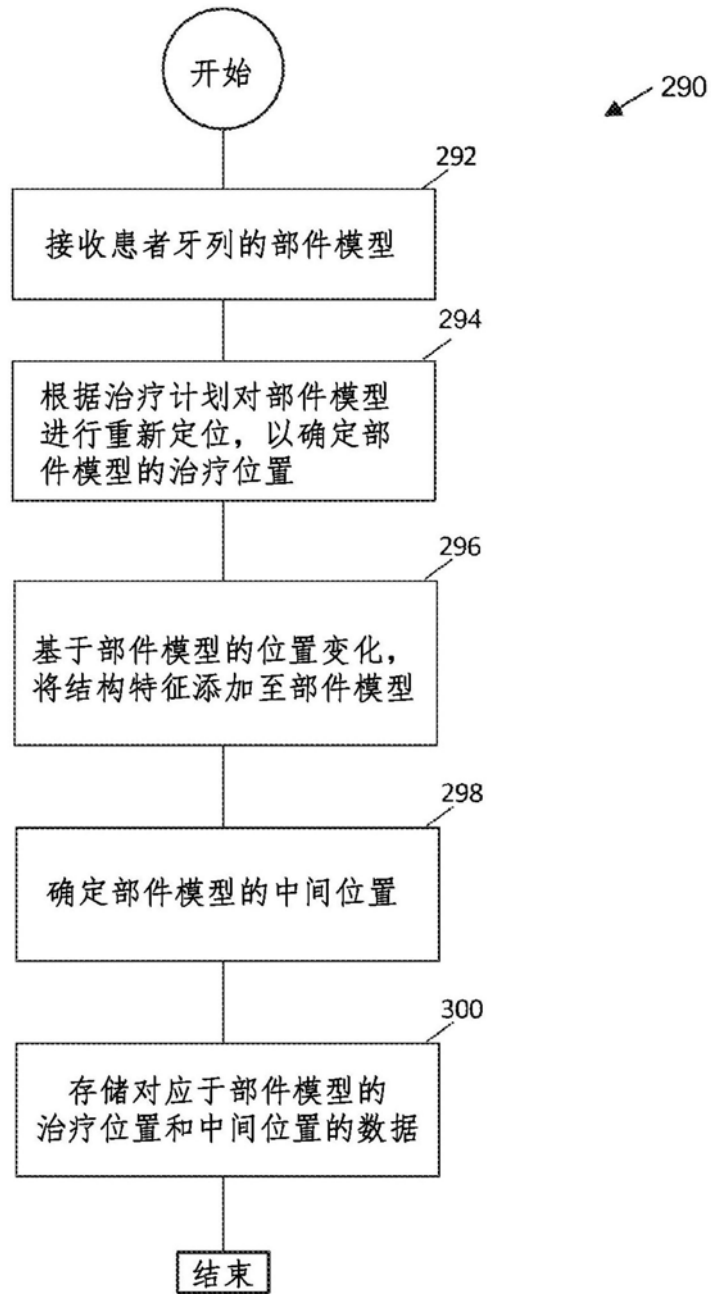 开始
290
292
接收患者牙列的部件模型
294
根据治疗计划对部件模型
进行重新定位，以确定部
件模型的治疗位置
296
基于部件模型的位置变化，
将结构特征添加至部件模型
298
确定部件模型的中间位置
300
存储对应于部件模型的
治疗位置和中间位置的数据
结束